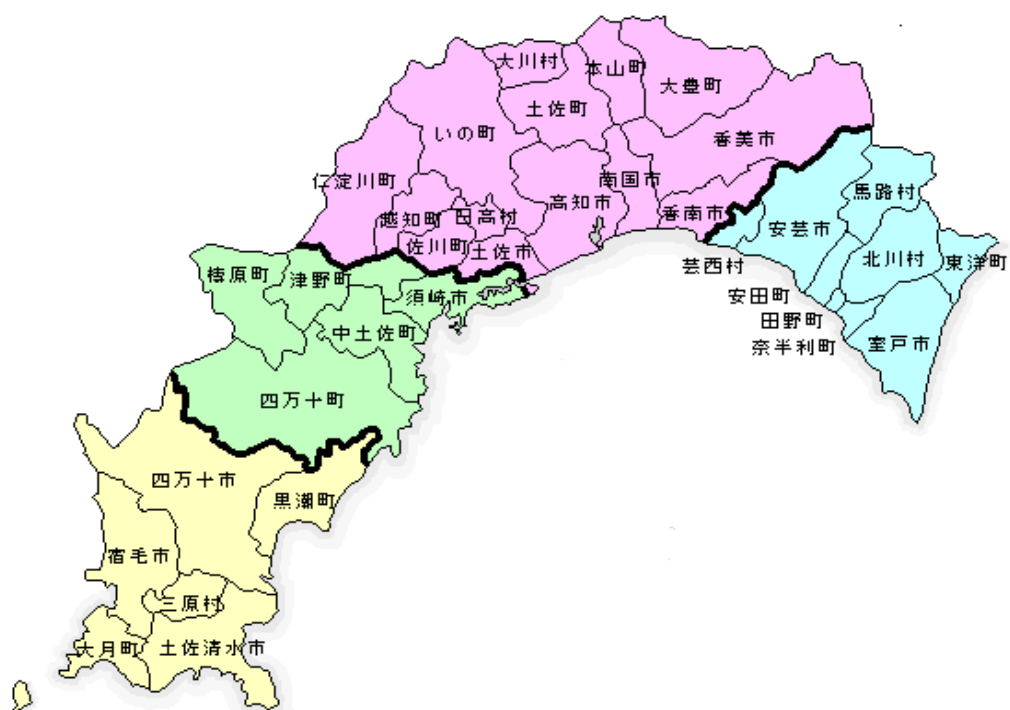 大川村
本山町
大豊町
土佐町
いの町
香美市
仁淀川町
南国市
高知市
越知町
日高村
香南市
佐川町
土佐市
馬路村
安芸市
北川村
東洋町
芸西村
安田町
田野町
奈半利町
室戸市
梼原町
津野町
須崎市
中土佐町
四万十町
四万十市
黒潮町
宿毛市
三原村
大月町
土佐清水市